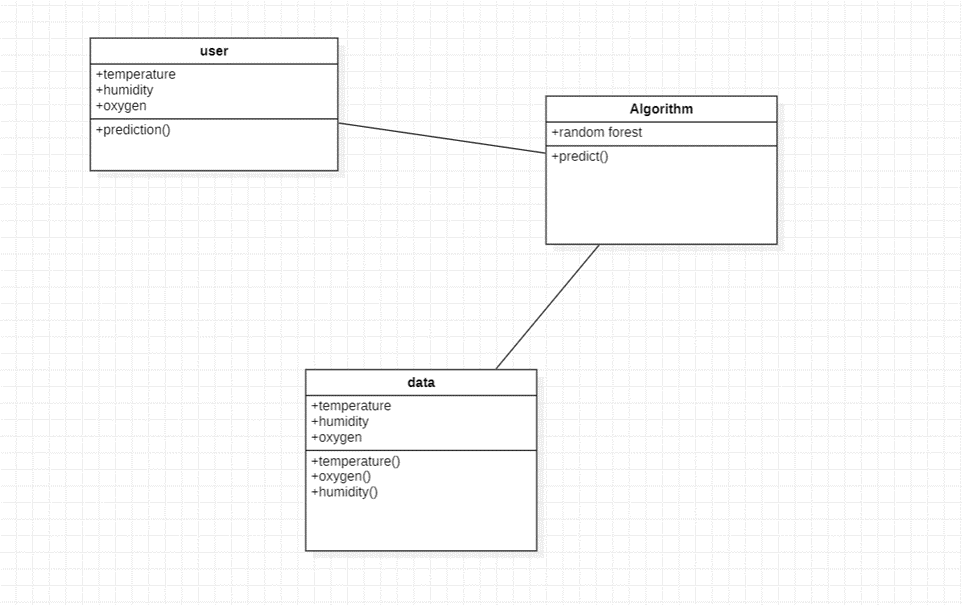 user
+temperature
+humidity
+oxygen
+prediction()
Algorithm
+random forest
+predict()
data
+temperature
+humidity
+oxygen
+temperature()
+oxygen()
+humidity()